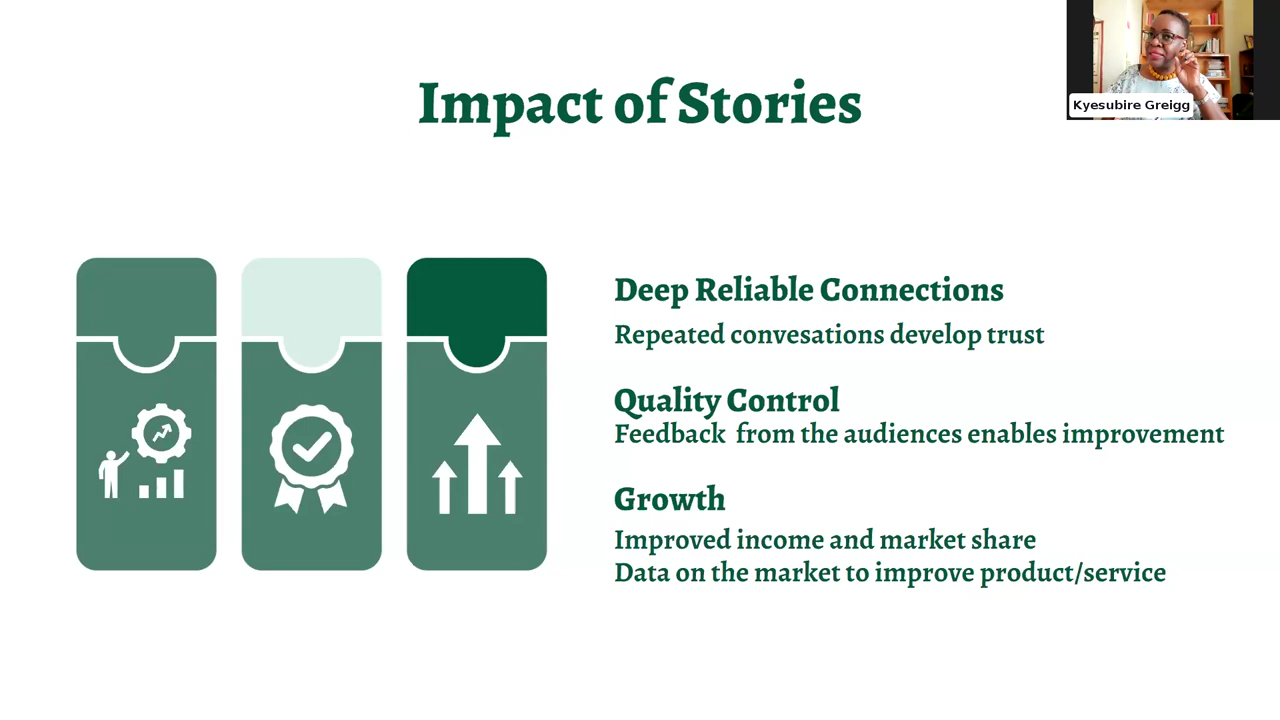 Impact of Stories
Kyesubire Greigg
Deep Reliable Connections
Repeated convesations develop trust
Quality Control
Feedback  from the audiences enables improvement
Growth
Improved income and market share
Data on the market to improve product/service